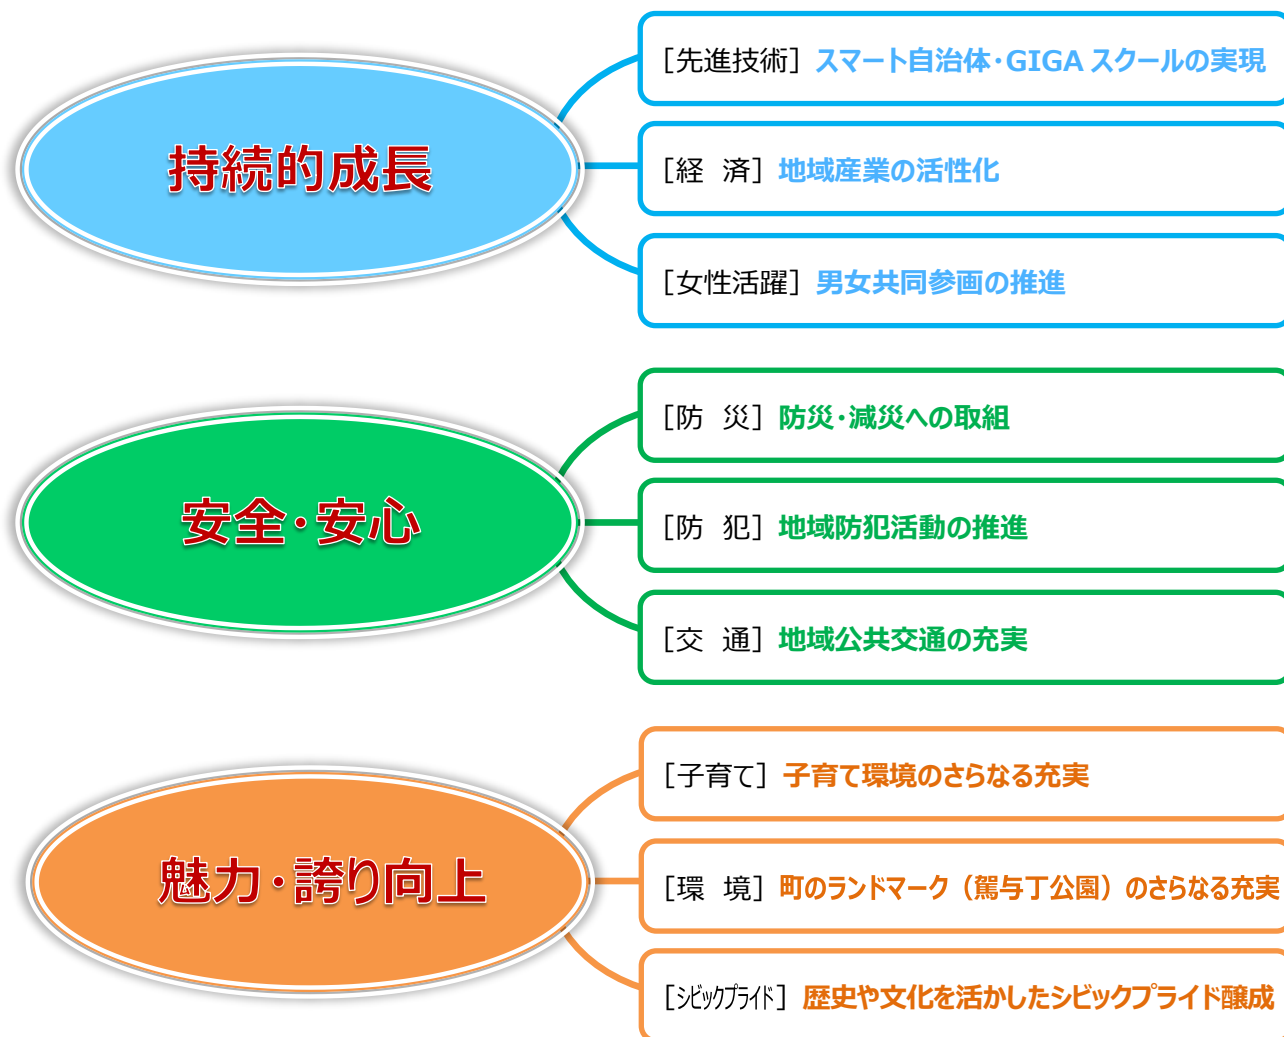 持続的成長
[先進技術] スマート自治体・GIGA スクールの実現
[経 済] 地域産業の活性化
[女性活躍] 男女共同参画の推進
安全・安心
[防 災] 防災・減災への取組
[防 犯] 地域防犯活動の推進
[交 通] 地域公共交通の充実
魅力・誇り向上
[子育て] 子育て環境のさらなる充実
[環 境] 町のランドマーク（駕与丁公園）のさらなる充実
[シビックプライド] 歴史や文化を活かしたシビックプライド醸成